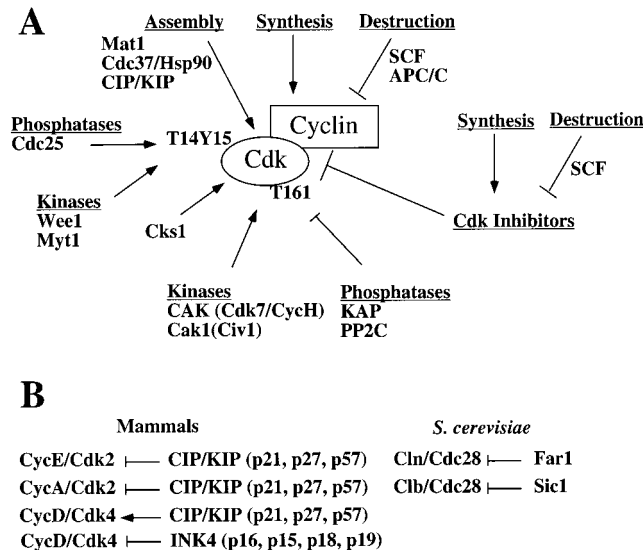 A
Assembly
Mat1
Cdc37/Hsp90
CIP/KIP
Synthesis
Destruction
SCF
APC/C
Phosphatases
Cdc25
T14Y15
Cyclin
Cdk
T161
Synthesis
Destruction
SCF
Kinases
Wee1
Myt1
Cks1
Cdk Inhibitors
Kinases
CAK (Cdk7/CycH)
Cak1(Civ1)
Phosphatases
KAP
PP2C
B
Mammals
CycE/Cdk2 CIP/KIP (p21, p27, p57)
CycA/Cdk2 CIP/KIP (p21, p27, p57)
CycD/Cdk4 CIP/KIP (p21, p27, p57)
CycD/Cdk4 INK4 (p16, p15, p18, p19)
S. cerevisiae
Cln/Cdc28 Far1
Clb/Cdc28 Sic1